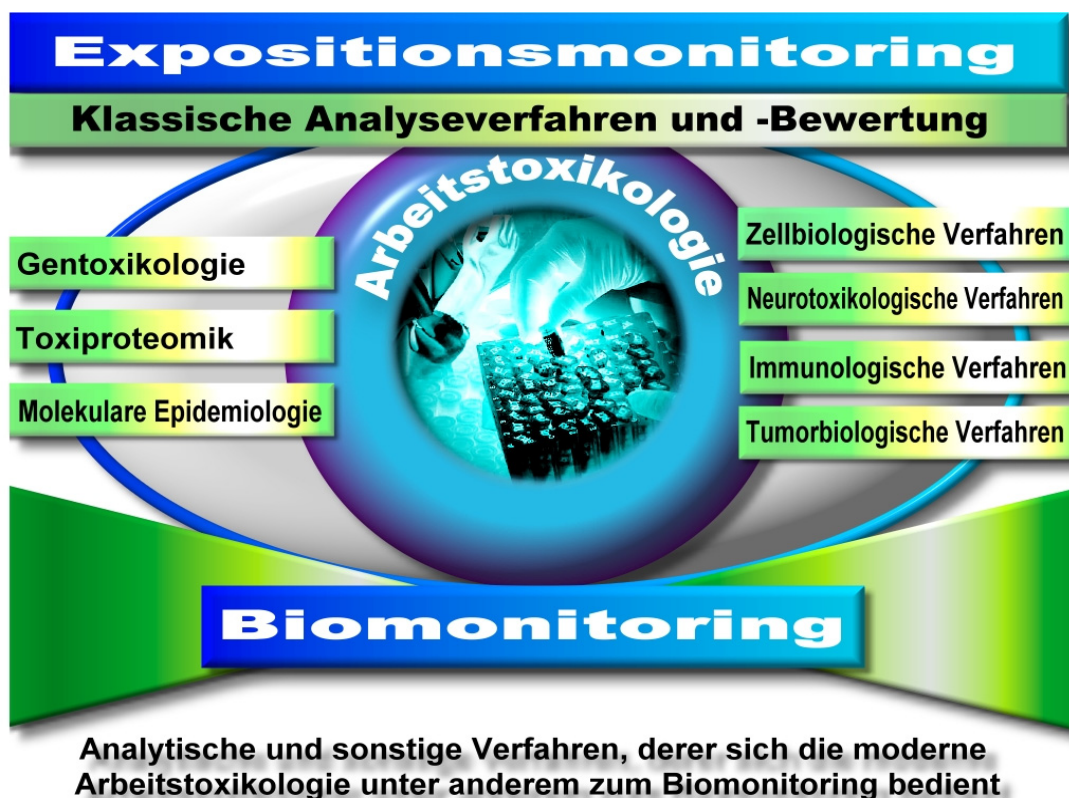 Expositionsmonitoring
Klassische Analyseverfahren und -Bewertung
Arbeitstoxikologie
Gentoxikologie
Toxiproteomik
Molekulare Epidemiologie
Zellbiologische Verfahren
Neurotoxikologische Verfahren
Immunologische Verfahren
Tumorbiologische Verfahren
Biomonitoring
Analytische und sonstige Verfahren, derer sich die moderne
Arbeitstoxikologie unter anderem zum Biomonitoring bedient